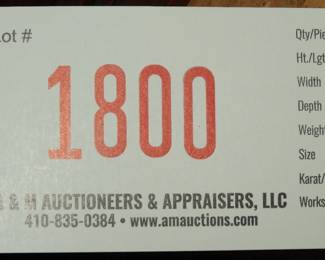 Lot #
1800
& M AUCTIONEERS & APPRAISERS, LLC
410-835-0384 • www.amauctions.com
Qty/Pie
Ht./Lgt
Width
Depth
Weigh
Size
Karat/
Works